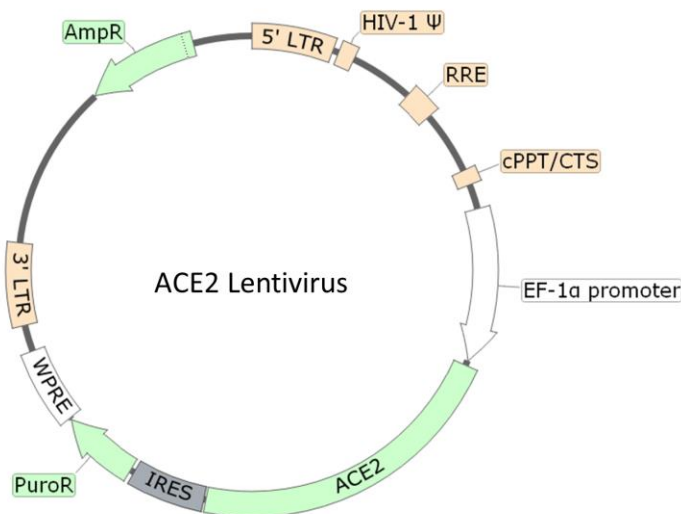 AmpR
5' LTR
HIV-1 Ψ
RRE
cPPT/CTS
EF-1α promoter
ACE2 Lentivirus
3' LTR
WPRE
PuroR
IRES
ACE2